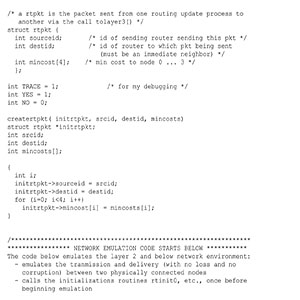 /* a rtpkt is the packet sent from one routing update process to
another via the call tolayer3() */
struct rtpkt {
int sourceid; /* id of sending router sending this pkt */
int destid; /* id of router to which pkt being sent
(must be an immediate neighbor) */
int mincost[4]; /* min cost to node 0 ... 3 */
};
int TRACE = 1; /* for my debugging */
int YES = 1;
int NO = 0;
creatertpkt( initrtpkt, srcid, destid, mincosts)
struct rtpkt *initrtpkt;
int srcid;
int destid;
int mincosts[];
{
int i;
initrtpkt->sourceid = srcid;
initrtpkt->destid = destid;
for (i=0; i<4; i++)
initrtpkt->mincost[i] = mincosts[i];
}
/***************************************************************
********************* NETWORK EMULATION CODE STARTS BELOW ***********
The code below emulates the layer 2 and below network environment:
- emulates the tranmission and delivery (with no loss and no
corruption) between two physically connected nodes
- calls the initializations routines rtinit0, etc., once before
beginning emulation